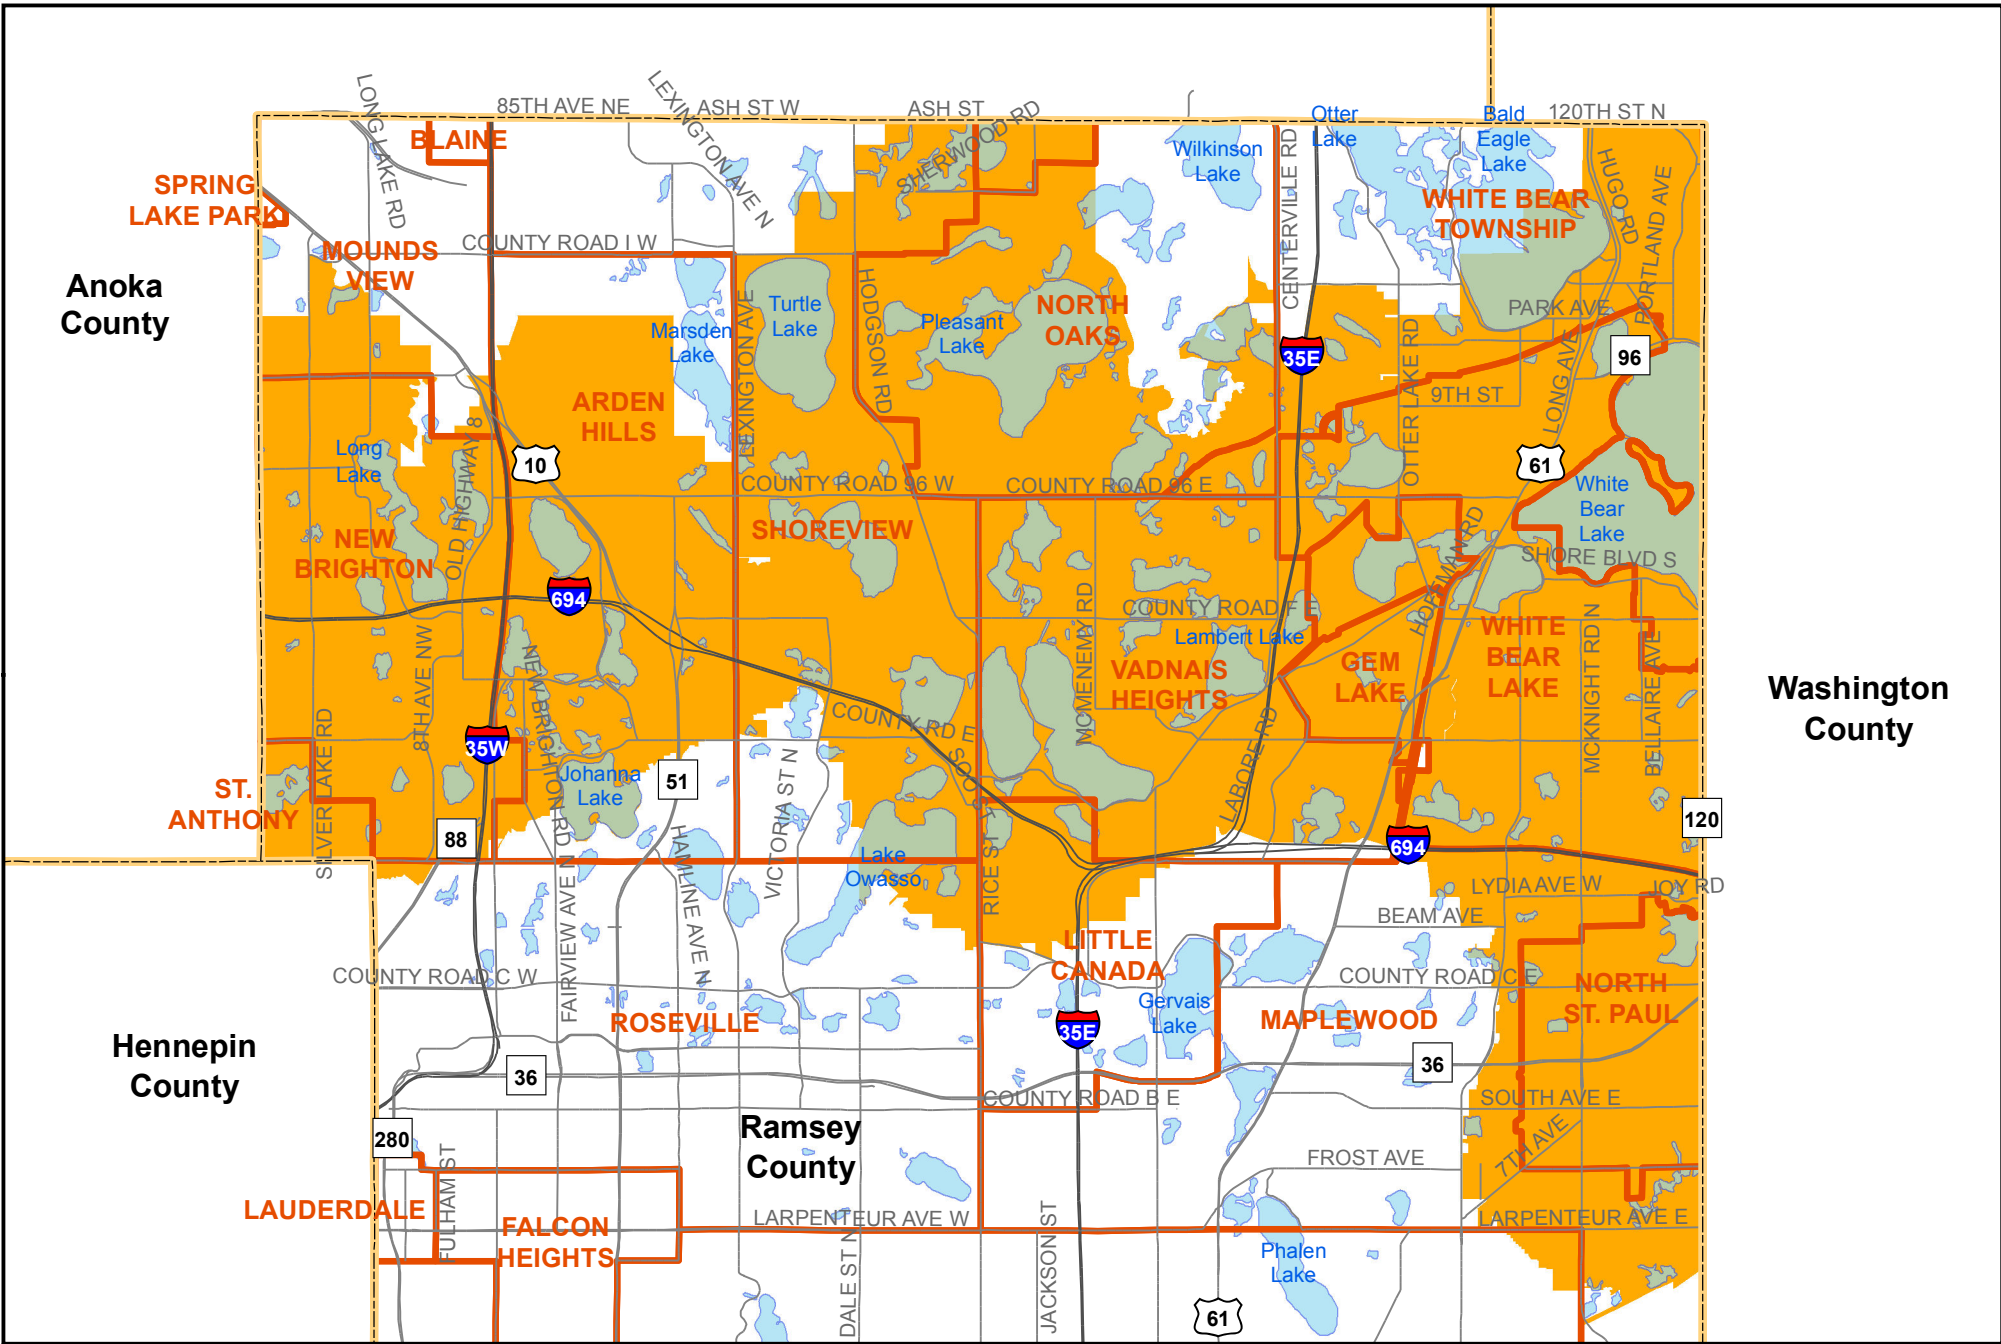 85TH AVE NE
ASH ST W
ASH ST
120TH ST N
LONG LAKE RD
LEXINGTON AVE N
SHERWOOD RD
BLAINE
Otter
Lake
Bald
Eagle
Lake
Wilkinson
Lake
CENTERVILLE RD
HUGO RD
PORTLAND AVE
SPRING
LAKE PARK
WHITE BEAR
TOWNSHIP
MOUNDS
VIEW
COUNTY ROAD I W
Anoka
County
Marsden
Lake
LEXINGTON AVE
Turtle
Lake
HODGSON RD
Pleasant
Lake
NORTH
OAKS
35E
PARK AVE
96
OTTER LAKE RD
9TH ST
LONG AVE
ARDEN
HILLS
Long
Lake
OLD HIGHWAY 8
10
61
COUNTY ROAD 96 W
COUNTY ROAD 96 E
White
Bear
Lake
SHOREVIEW
NEW
BRIGHTON
HOFFMAN RD
SHORE BLVD S
694
MCMENEMY RD
COUNTY ROAD F E
Lambert Lake
8TH AVE NW
NEW BRIGHTON RD
VADNAIS
HEIGHTS
GEM
LAKE
WHITE
BEAR
LAKE
MCKNIGHT RD N
BELLAIRE AVE
Washington
County
SILVER LAKE RD
35W
COUNTY RD E
LABORE RD
Johanna
Lake
51
VICTORIA ST N
ST.
ANTHONY
88
HAMLINE AVE N
120
694
Lake
Owasso
RICE ST
LYDIA AVE W
JOY RD
FAIRVIEW AVE N
BEAM AVE
LITTLE
CANADA
COUNTY ROAD C W
COUNTY ROAD C E
NORTH
ST. PAUL
Gervais
Lake
ROSEVILLE
35E
MAPLEWOOD
Hennepin
County
36
36
COUNTY ROAD B E
SOUTH AVE E
280
Ramsey
County
7TH AVE
FROST AVE
FULHAM ST
LAUDERDALE
FALCON
HEIGHTS
LARPENTEUR AVE W
LARPENTEUR AVE E
DALE ST N
JACKSON ST
Phalen
Lake
61